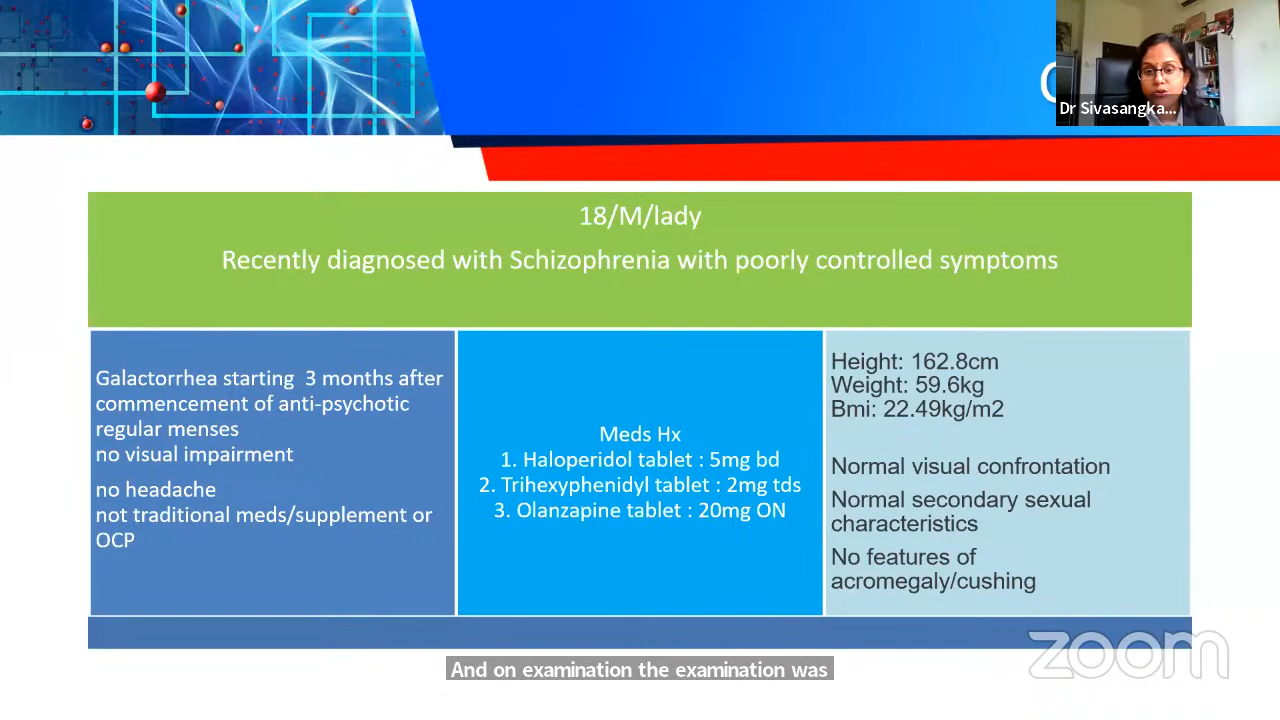 Dr Sivasangka...
18/M/lady
Recently diagnosed with Schizophrenia with poorly controlled symptoms
Galactorrhea starting 3 months after
commencement of anti-psychotic
regular menses
no visual impairment
no headache
not traditional meds/supplement or
OCP
Meds Hx
1. Haloperidol tablet : 5mg bd
2. Trihexyphenidyl tablet : 2mg tds
3. Olanzapine tablet : 20mg ON
Height: 162.8cm
Weight: 59.6kg
Bmi: 22.49kg/m2
Normal visual confrontation
Normal secondary sexual
characteristics
No features of
acromegaly/cushing
zoom
And on examination the examination was